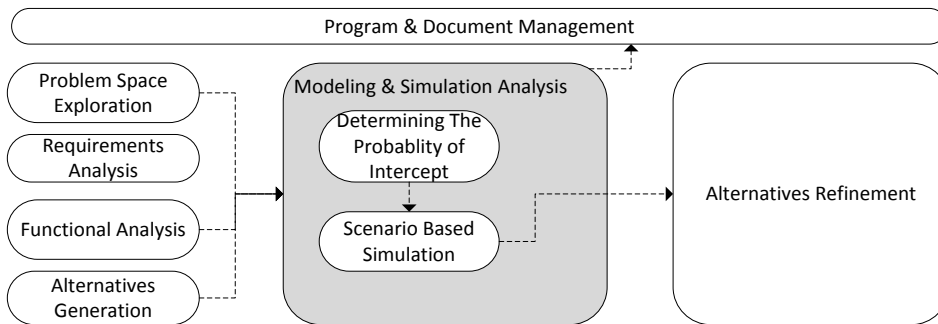 Program & Document Management
Problem Space
Exploration
Requirements
Analysis
Functional Analysis
Alternatives
Generation
Modeling & Simulation Analysis
Determining The
Probablity of
Intercept
Scenario Based
Simulation
Alternatives Refinement